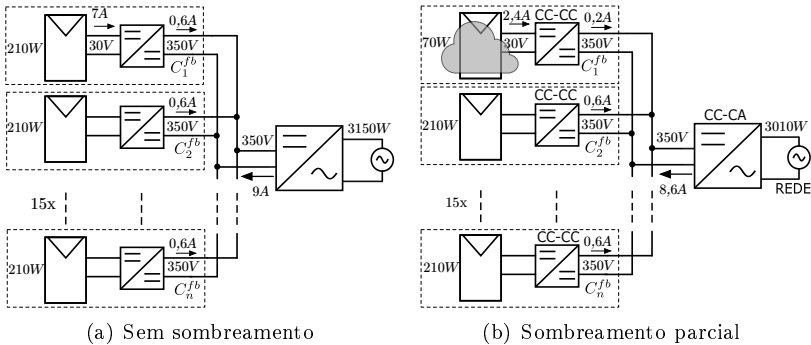 7A
0,6A
210W
30V
350V
C_1^{fb}
0,6A
210W
350V
C_2^{fb}
350V
3150W
9A
15x
0,6A
210W
350V
C_n^{fb}
(a) Sem sombreamento
2,4A
CC-CC
0,2A
70W
30V
350V
C_1^{fb}
CC-CC
0,6A
210W
350V
C_2^{fb}
CC-CA
350V
3010W
8,6A
REDE
15x
CC-CC
0,6A
210W
350V
C_n^{fb}
(b) Sombreamento parcial